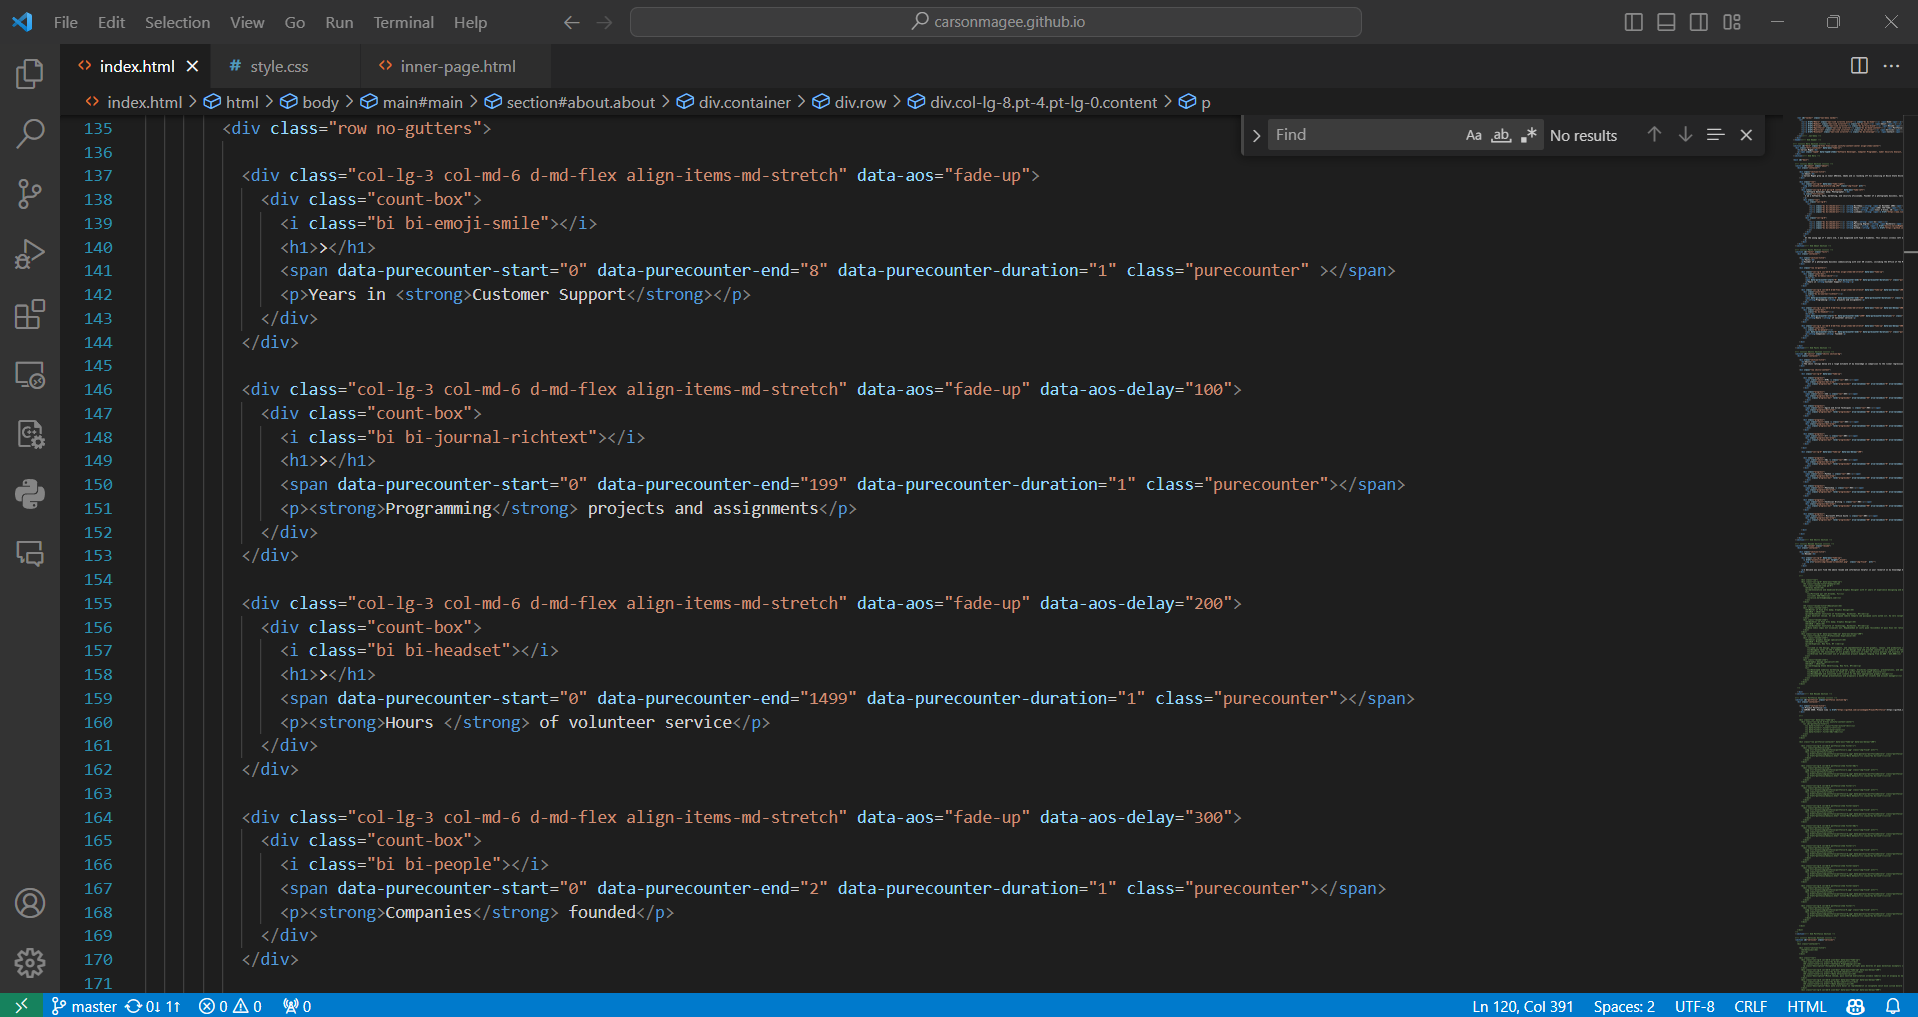 File Edit Selection View Go Run Terminal Help
carsonmagee.github.io
index.html
style.css
inner-page.html
index.html > html > body > main#main > section#about.about > div.container > div.row > div.col-lg-8.pt-4.pt-lg-0.content > p
Find
Aa ab .*
No results
135 <div class="row no-gutters">
136
137 <div class="col-lg-3 col-md-6 d-md-flex align-items-md-stretch" data-aos="fade-up">
138 <div class="count-box">
139 <i class="bi bi-emoji-smile"></i>
140 <h1>></h1>
141 <span data-purecounter-start="0" data-purecounter-end="8" data-purecounter-duration="1" class="purecounter" ></span>
142 <p>Years in <strong>Customer Support</strong></p>
143 </div>
144 </div>
145
146 <div class="col-lg-3 col-md-6 d-md-flex align-items-md-stretch" data-aos="fade-up" data-aos-delay="100">
147 <div class="count-box">
148 <i class="bi bi-journal-richtext"></i>
149 <h1>></h1>
150 <span data-purecounter-start="0" data-purecounter-end="199" data-purecounter-duration="1" class="purecounter"></span>
151 <p><strong>Programming</strong> projects and assignments</p>
152 </div>
153 </div>
154
155 <div class="col-lg-3 col-md-6 d-md-flex align-items-md-stretch" data-aos="fade-up" data-aos-delay="200">
156 <div class="count-box">
157 <i class="bi bi-headset"></i>
158 <h1>></h1>
159 <span data-purecounter-start="0" data-purecounter-end="1499" data-purecounter-duration="1" class="purecounter"></span>
160 <p><strong>Hours </strong> of volunteer service</p>
161 </div>
162 </div>
163
164 <div class="col-lg-3 col-md-6 d-md-flex align-items-md-stretch" data-aos="fade-up" data-aos-delay="300">
165 <div class="count-box">
166 <i class="bi bi-people"></i>
167 <span data-purecounter-start="0" data-purecounter-end="2" data-purecounter-duration="1" class="purecounter"></span>
168 <p><strong>Companies</strong> founded</p>
169 </div>
170 </div>
171
master 0↓ 1↑ 0 0 0 Ln 120, Col 391 Spaces: 2 UTF-8 CRLF HTML